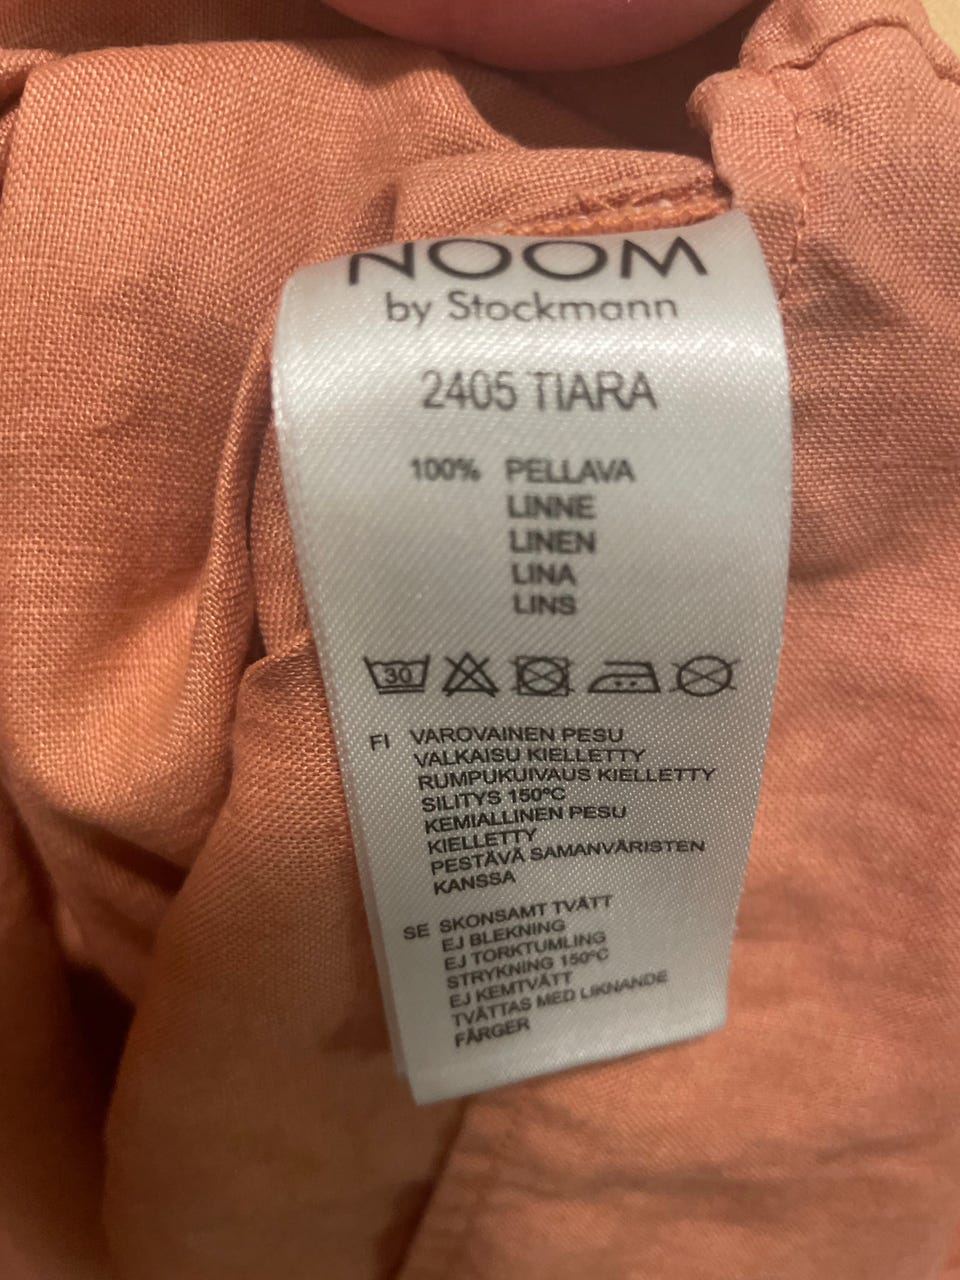 NOOM
by Stockmann
2405 TIARA
100% PELLAVA
LINNE
LINEN
LINA
LINS
30
FI VAROVAINEN PESU
VALKAISU KIELLETTY
RUMPUKUIVAUS KIELLETTY
SILITYS 150°C
KEMIALLINEN PESU
KIELLETTY
PESTÄVÄ SAMANVÄRISTEN
KANSSA
SE SKONSAMT TVÄTT
EJ BLEKNING
EJ TORKTUMLING
STRYKNING 150°C
EJ KEMTVÄTT
TVÄTTAS MED LIKNANDE
FÄRGER